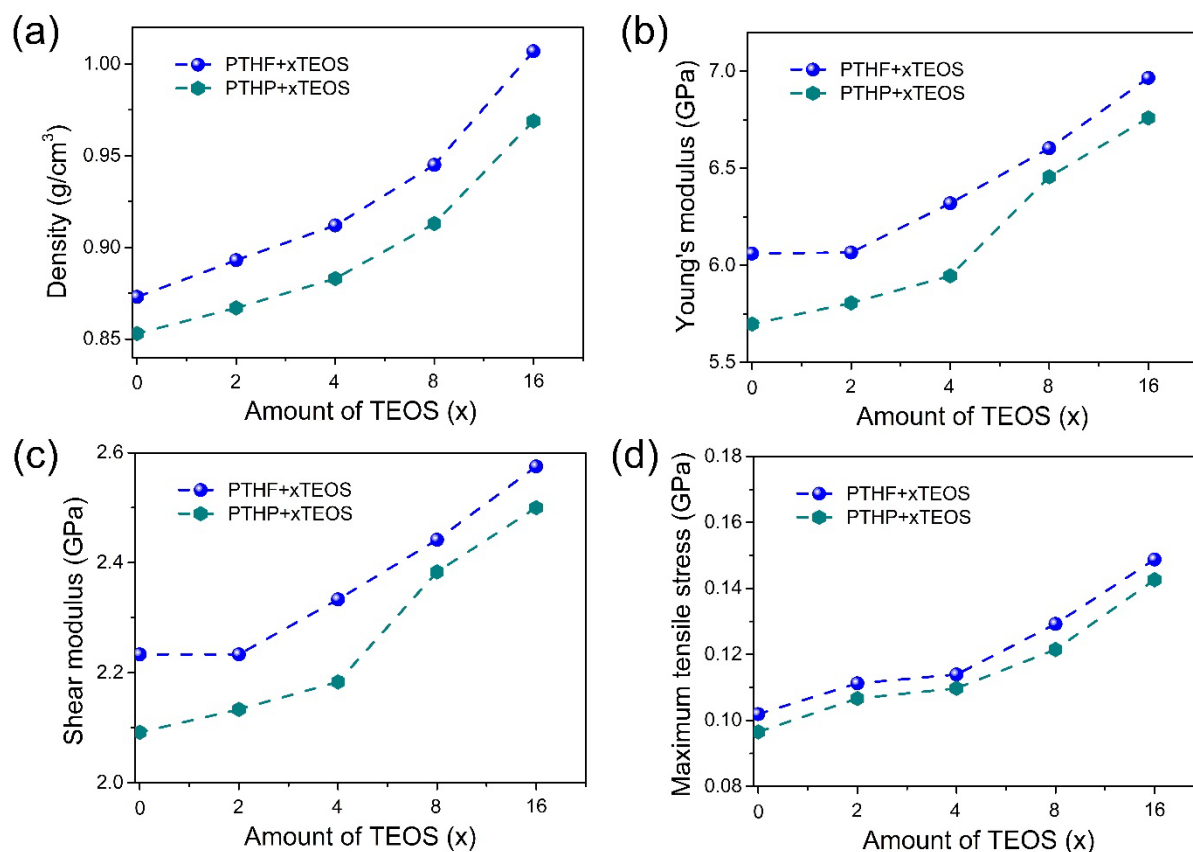 (a)
PTHF+xTEOS
PTHP+xTEOS
1.00
0.95
0.90
0.85
Density (g/cm³)
0 2 4 8 16
Amount of TEOS (x)
(b)
PTHF+xTEOS
PTHP+xTEOS
7.0
6.0
5.5
Young's modulus (GPa)
0 2 4 8 16
Amount of TEOS (x)
(c)
PTHF+xTEOS
PTHP+xTEOS
2.6
2.4
2.2
2.0
Shear modulus (GPa)
0 2 4 8 16
Amount of TEOS (x)
(d)
PTHF+xTEOS
PTHP+xTEOS
0.18
0.16
0.14
0.12
0.10
0.08
Maximum tensile stress (GPa)
0 2 4 8 16
Amount of TEOS (x)